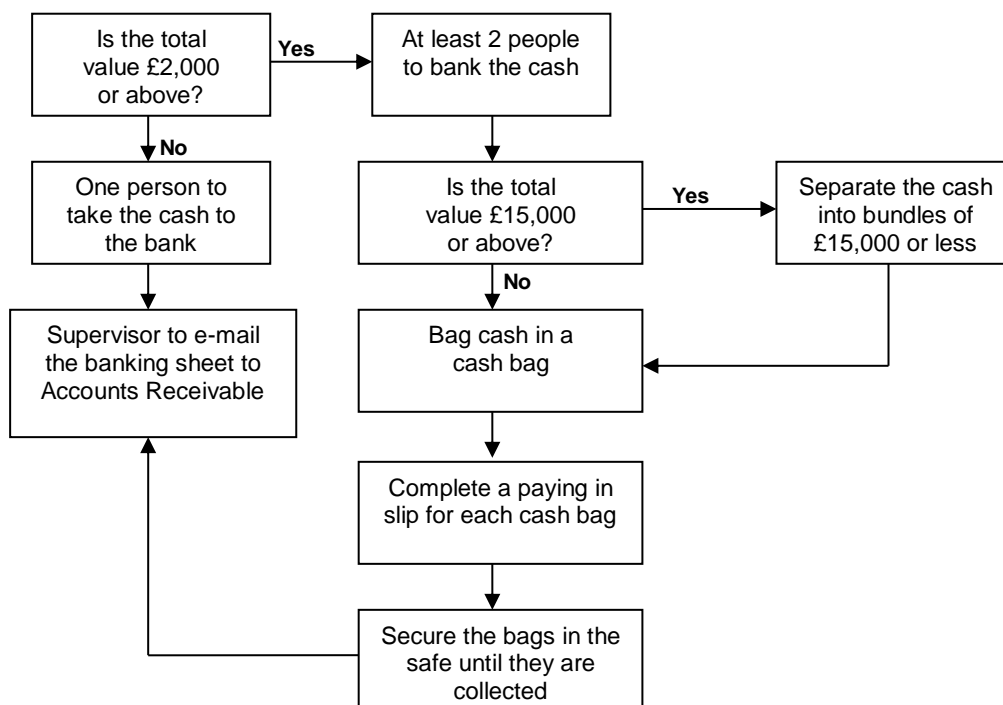 Is the total
value £2,000
or above?
Yes
At least 2 people
to bank the cash
No
One person to
take the cash to
the bank
Is the total
value £15,000
or above?
Yes
Separate the cash
into bundles of
£15,000 or less
No
Supervisor to e-mail
the banking sheet to
Accounts Receivable
Bag cash in a
cash bag
Complete a paying in
slip for each cash bag
Secure the bags in the
safe until they are
collected